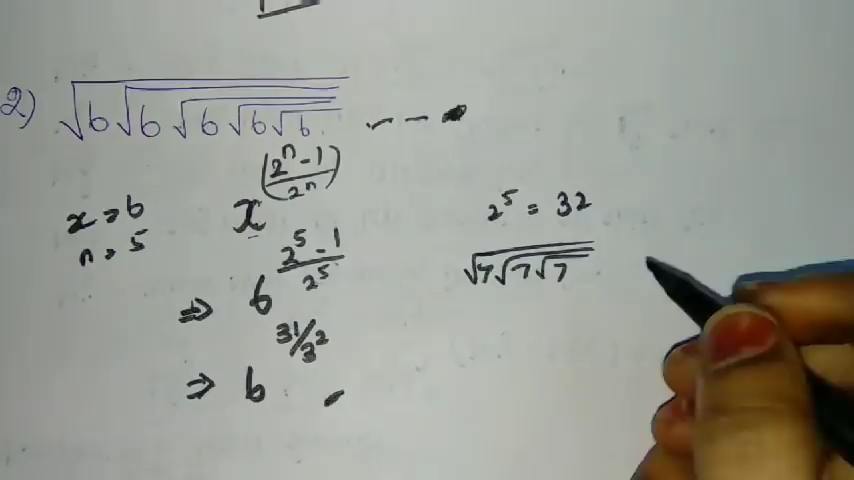 2) √6√6√6√6√6 ---
x^((2^n - 1)/2^n)
x = 6
n = 5
2^5 = 32
⇒ 6^((2^5 - 1)/2^5)
√7√7√7
⇒ 6^(31/32)